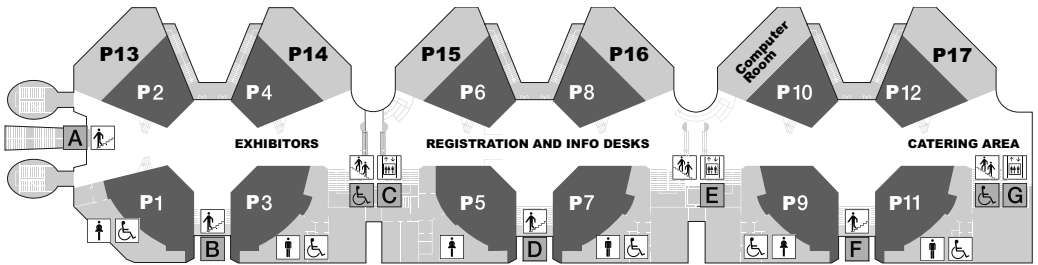 P13
P14
P15
P16
Computer
Room
P17
P2
P4
P6
P8
P10
P12
A
EXHIBITORS
REGISTRATION AND INFO DESKS
CATERING AREA
C
E
G
P1
P3
P5
P7
P9
P11
B
D
F